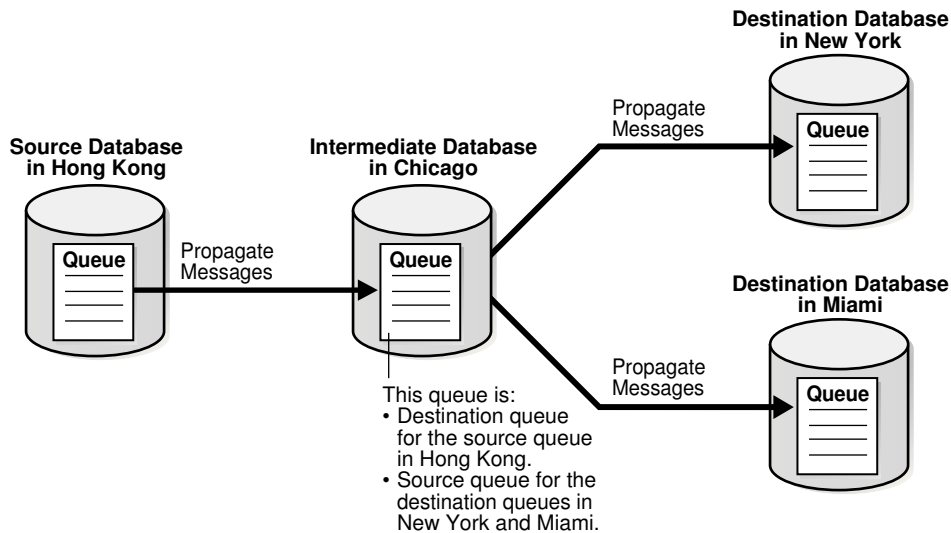 Destination Database
in New York
Propagate
Messages
Queue
Source Database
in Hong Kong
Intermediate Database
in Chicago
Queue
Propagate
Messages
Queue
Destination Database
in Miami
Propagate
Messages
Queue
This queue is:
• Destination queue
for the source queue
in Hong Kong.
• Source queue for the
destination queues in
New York and Miami.